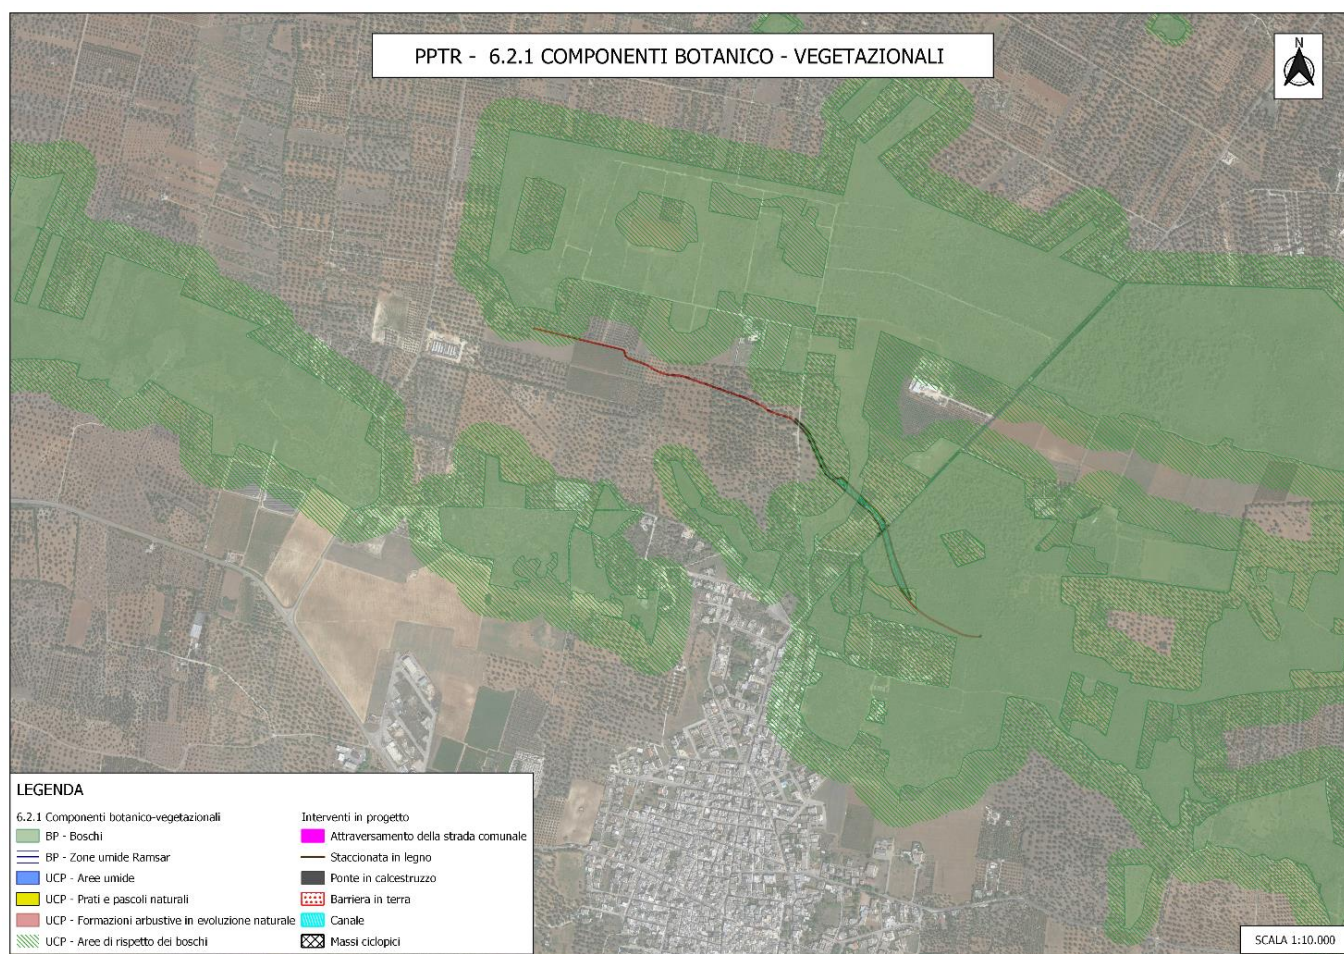 PPTR - 6.2.1 COMPONENTI BOTANICO - VEGETAZIONALI
N
LEGENDA
6.2.1 Componenti botanico-vegetazionali
BP - Boschi
BP - Zone umide Ramsar
UCP - Aree umide
UCP - Prati e pascoli naturali
UCP - Formazioni arbustive in evoluzione naturale
UCP - Aree di rispetto dei boschi
Interventi in progetto
Attraversamento della strada comunale
Staccionata in legno
Ponte in calcestruzzo
Barriera in terra
Canale
Massi ciclopici
SCALA 1:10.000